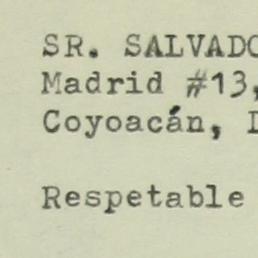 SR. SALVADO
Madrid #13,
Coyoacán, D
Respetable